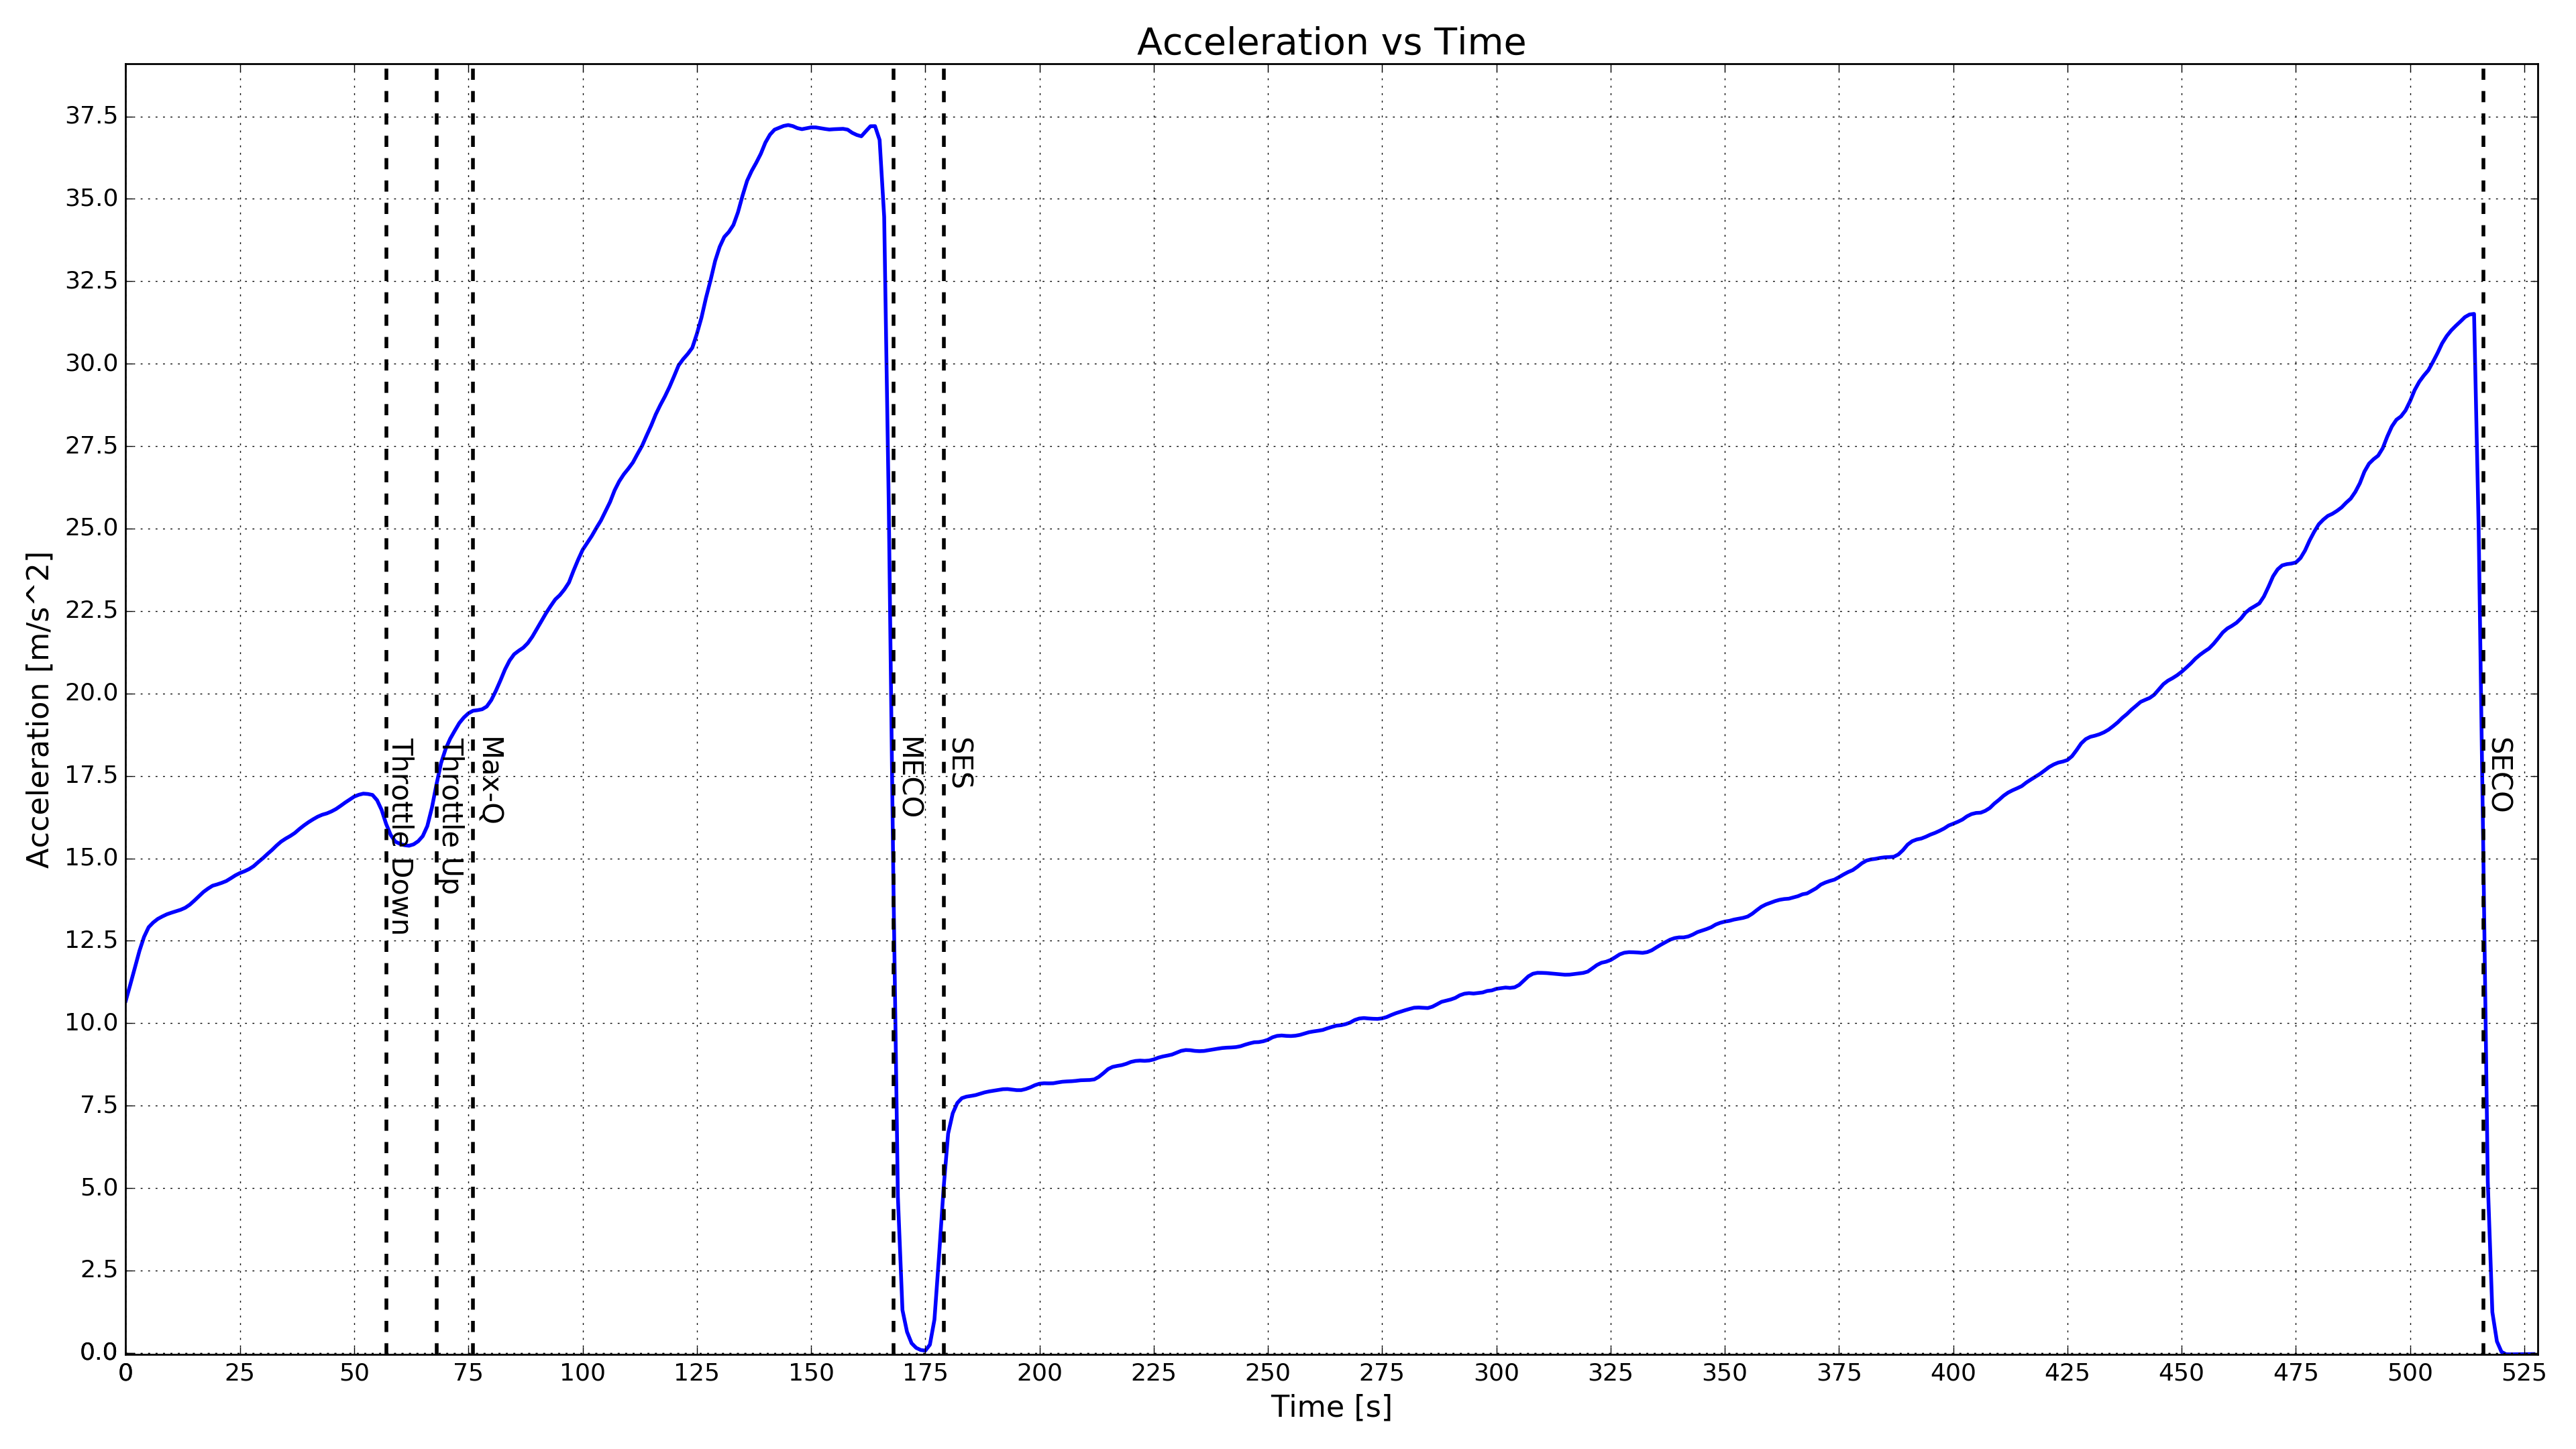 Acceleration vs Time
Acceleration [m/s^2]
37.5
35.0
32.5
30.0
27.5
25.0
22.5
20.0
17.5
15.0
12.5
10.0
7.5
5.0
2.5
0.0
Throttle Down
Throttle Up
Max-Q
MECO
SES
SECO
0 25 50 75 100 125 150 175 200 225 250 275 300 325 350 375 400 425 450 475 500 525
Time [s]